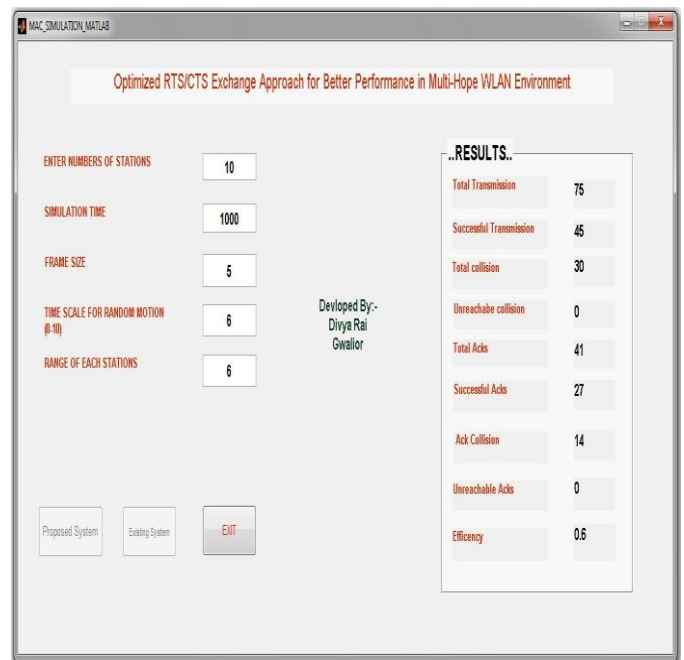 MAC_SIMULATION_MATLAB
Optimized RTS/CTS Exchange Approach for Better Performance in Multi-Hope WLAN Environment
ENTER NUMBERS OF STATIONS
10
SIMULATION TIME
1000
FRAME SIZE
5
TIME SCALE FOR RANDOM MOTION
(0-10)
6
RANGE OF EACH STATIONS
6
Devloped By:-
Divya Rai
Gwalior
..RESULTS..
Total Transmission
75
Successful Transmission
45
Total collision
30
Unreachabe collision
0
Total Acks
41
Successful Acks
27
Ack Collision
14
Unreachable Acks
0
Efficency
0.6
Proposed System
Existing System
EXIT